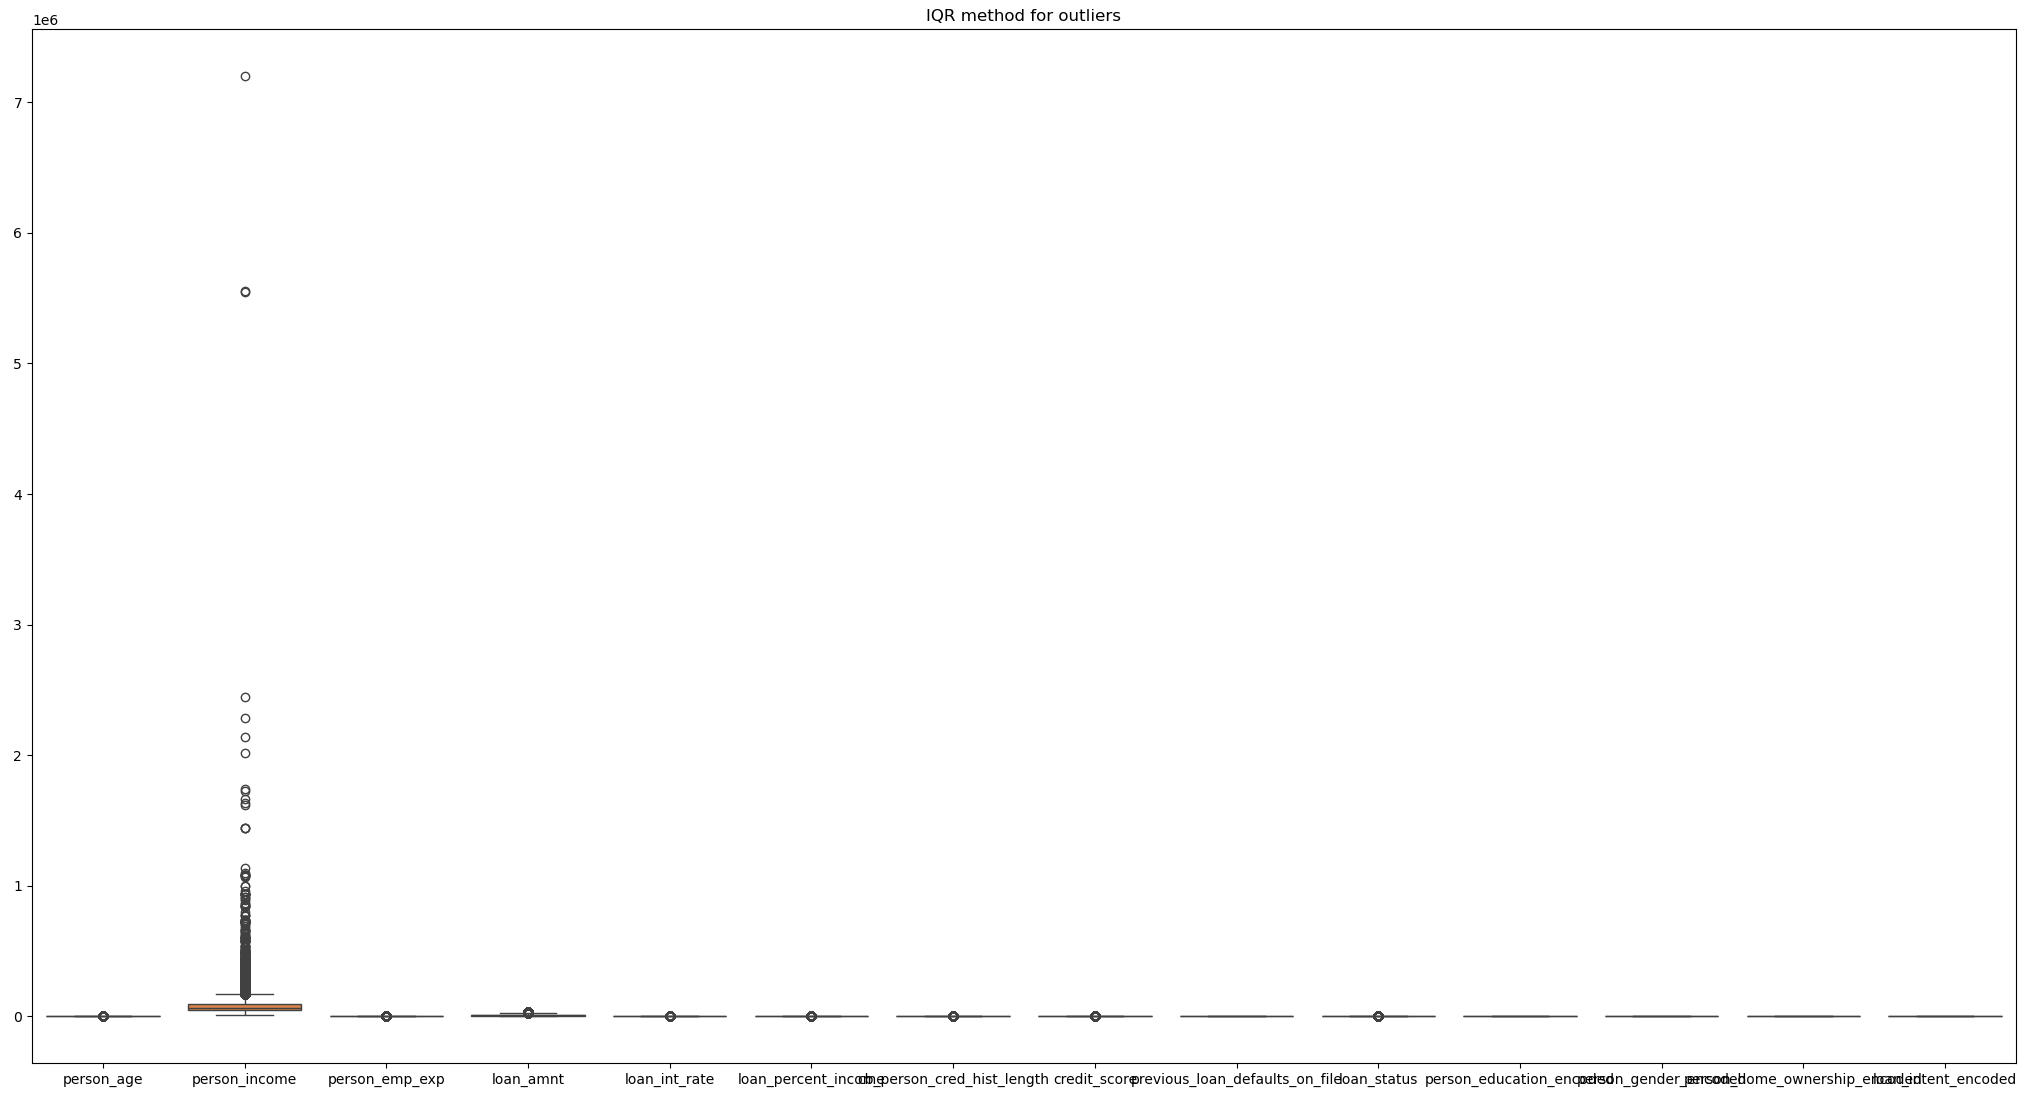 IQR method for outliers
1e6
7
6
5
4
3
2
1
0
person_age
person_income
person_emp_exp
loan_amnt
loan_int_rate
loan_percent_income
cb_person_cred_hist_length
credit_score
previous_loan_defaults_on_file
loan_status
person_education_encoded
person_gender_encoded
person_home_ownership_encoded
loan_intent_encoded